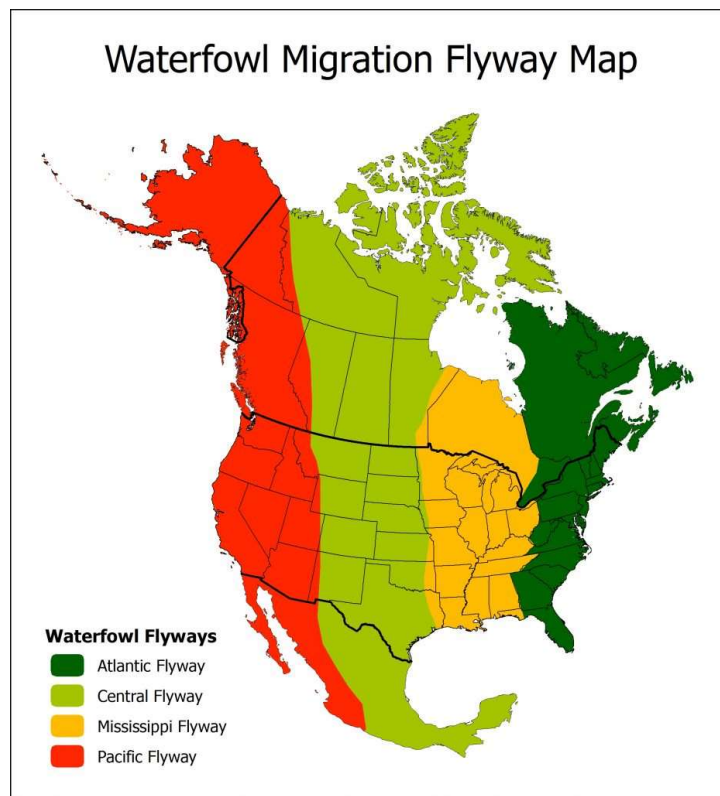 Waterfowl Migration Flyway Map
Waterfowl Flyways
Atlantic Flyway
Central Flyway
Mississippi Flyway
Pacific Flyway